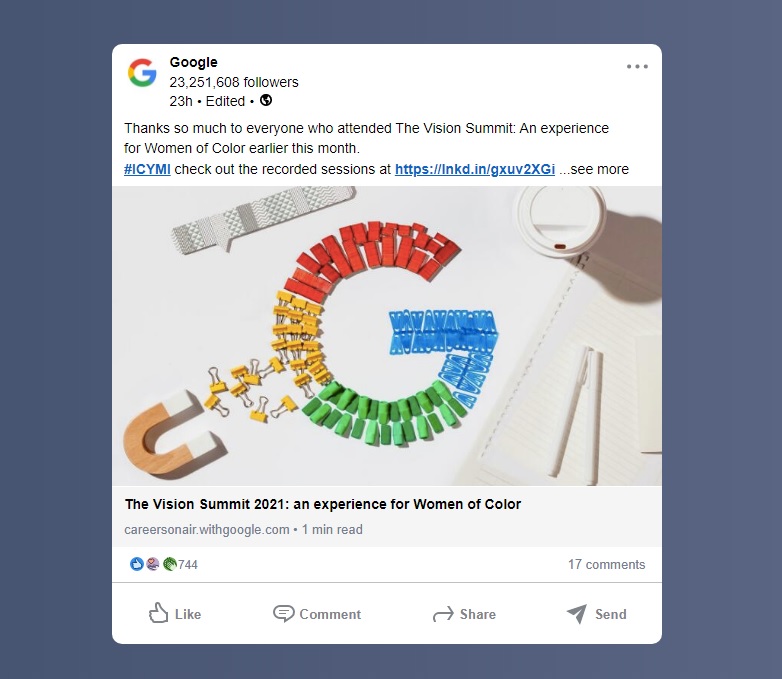 Google
23,251,608 followers
23h • Edited •
Thanks so much to everyone who attended The Vision Summit: An experience
for Women of Color earlier this month.
#ICYMI check out the recorded sessions at https://lnkd.in/gxuv2XGi ...see more
The Vision Summit 2021: an experience for Women of Color
careersonair.withgoogle.com • 1 min read
744 17 comments
Like Comment Share Send